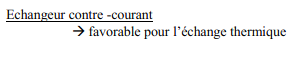 Echangeur contre -courant
→ favorable pour l'échange thermique